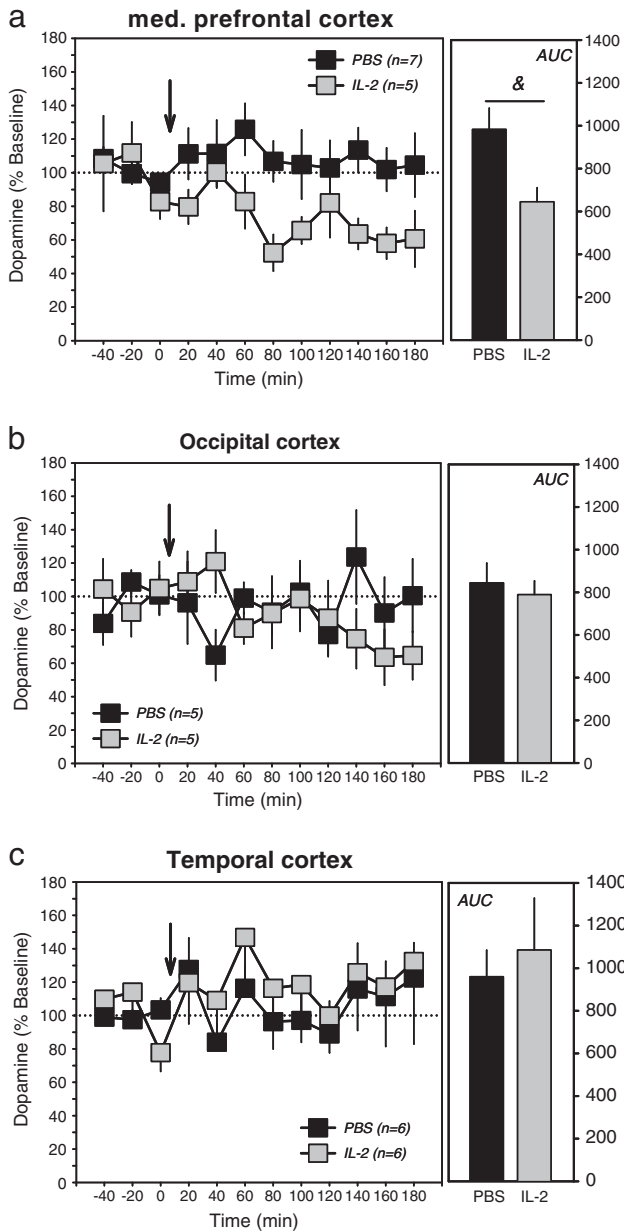 a
med. prefrontal cortex
Dopamine (% Baseline)
180
160
140
120
100
80
60
40
20
0
PBS (n=7)
IL-2 (n=5)
-40 -20 0 20 40 60 80 100 120 140 160 180
Time (min)
AUC
&
1400
1200
1000
800
600
400
200
0
PBS IL-2
b
Occipital cortex
Dopamine (% Baseline)
180
160
140
120
100
80
60
40
20
0
PBS (n=5)
IL-2 (n=5)
-40 -20 0 20 40 60 80 100 120 140 160 180
Time (min)
AUC
1400
1200
1000
800
600
400
200
0
PBS IL-2
c
Temporal cortex
Dopamine (% Baseline)
180
160
140
120
100
80
60
40
20
0
PBS (n=6)
IL-2 (n=6)
-40 -20 0 20 40 60 80 100 120 140 160 180
Time (min)
AUC
1400
1200
1000
800
600
400
200
0
PBS IL-2